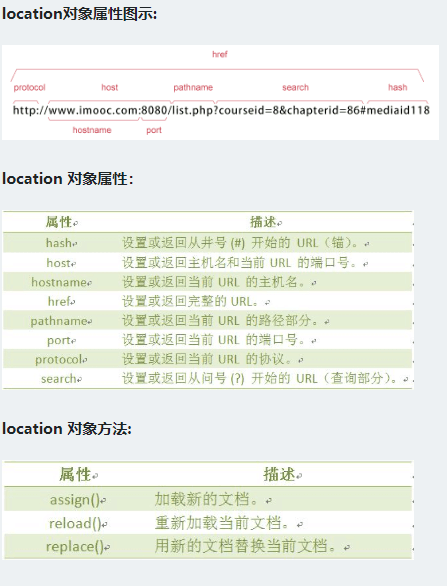 location对象属性图示:
href
protocol host pathname search hash
http://www.imooc.com:8080/list.php?courseid=8&chapterid=86#mediaid118
hostname port
location 对象属性：
属性 描述
hash 设置或返回从井号 (#) 开始的 URL（锚）。
host 设置或返回主机名和当前 URL 的端口号。
hostname 设置或返回当前 URL 的主机名。
href 设置或返回完整的 URL。
pathname 设置或返回当前 URL 的路径部分。
port 设置或返回当前 URL 的端口号。
protocol 设置或返回当前 URL 的协议。
search 设置或返回从问号 (?) 开始的 URL（查询部分）。
location 对象方法:
属性 描述
assign() 加载新的文档。
reload() 重新加载当前文档。
replace() 用新的文档替换当前文档。